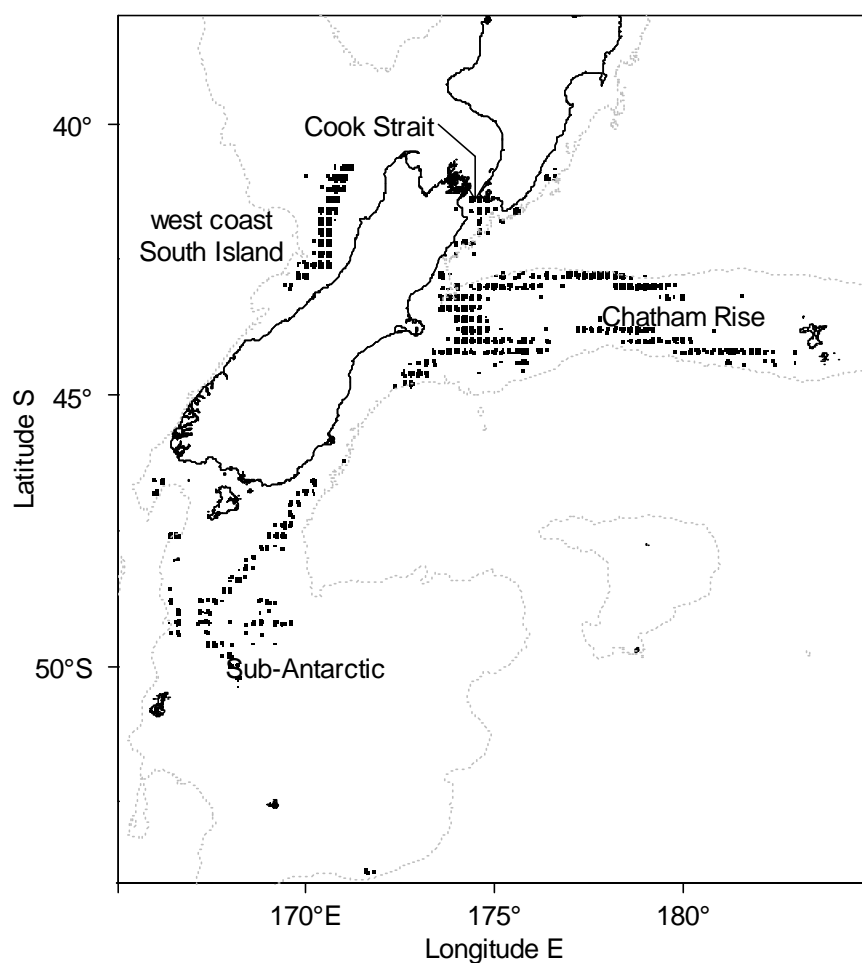 40°
Cook Strait
west coast
South Island
Chatham Rise
45°
Latitude S
50°S
Sub-Antarctic
170°E
175°
180°
Longitude E